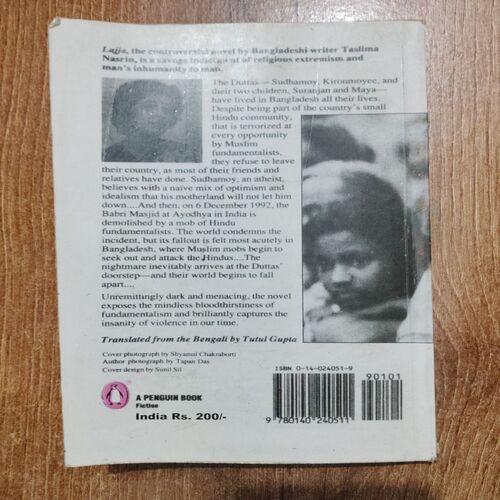 Lajja, the controversial novel by Bangladeshi writer Taslima
Nasrin, is a savage indictment of religious extremism and
man's inhumanity to man.
The Duttas—Sudhamoy, Kironmoyee, and
their two children, Suranjan and Maya—
have lived in Bangladesh all their lives.
Despite being part of the country's small
Hindu community,
that is terrorized at
every opportunity
by Muslim
fundamentalists,
they refuse to leave
their country, as most of their friends and
relatives have done. Sudhamoy, an atheist,
believes with a naive mix of optimism and
idealism that his motherland will not let him
down....And then, on 6 December 1992, the
Babri Masjid at Ayodhya in India is
demolished by a mob of Hindu
fundamentalists. The world condemns the
incident, but its fallout is felt most acutely in
Bangladesh, where Muslim mobs begin to
seek out and attack the Hindus....The
nightmare inevitably arrives at the Duttas'
doorstep—and their world begins to fall
apart....
Unremittingly dark and menacing, the novel
exposes the mindless bloodthirstiness of
fundamentalism and brilliantly captures the
insanity of violence in our time.
Translated from the Bengali by Tutul Gupta
Cover photograph by Shyamal Chakraborti
Author photograph by Tapan Das
Cover design by Sunil Sil
A PENGUIN BOOK
Fiction
India Rs. 200/-
ISBN 0-14-024051-9
90101
9 780140 240511